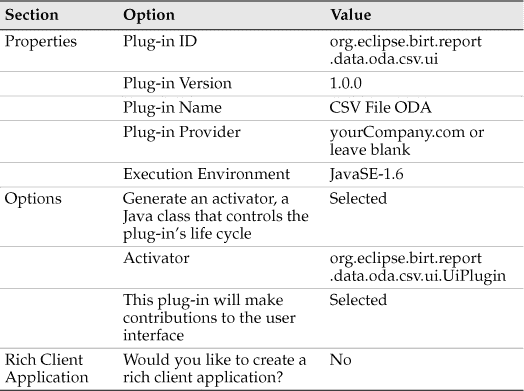 Section Option Value
Properties Plug-in ID org.eclipse.birt.report
.data.oda.csv.ui
Plug-in Version 1.0.0
Plug-in Name CSV File ODA
Plug-in Provider yourCompany.com or
leave blank
Execution Environment JavaSE-1.6
Options Generate an activator, a Selected
Java class that controls the
plug-in’s life cycle
Activator org.eclipse.birt.report
.data.oda.csv.ui.UiPlugin
This plug-in will make Selected
contributions to the user
interface
Rich Client Would you like to create a No
Application rich client application?